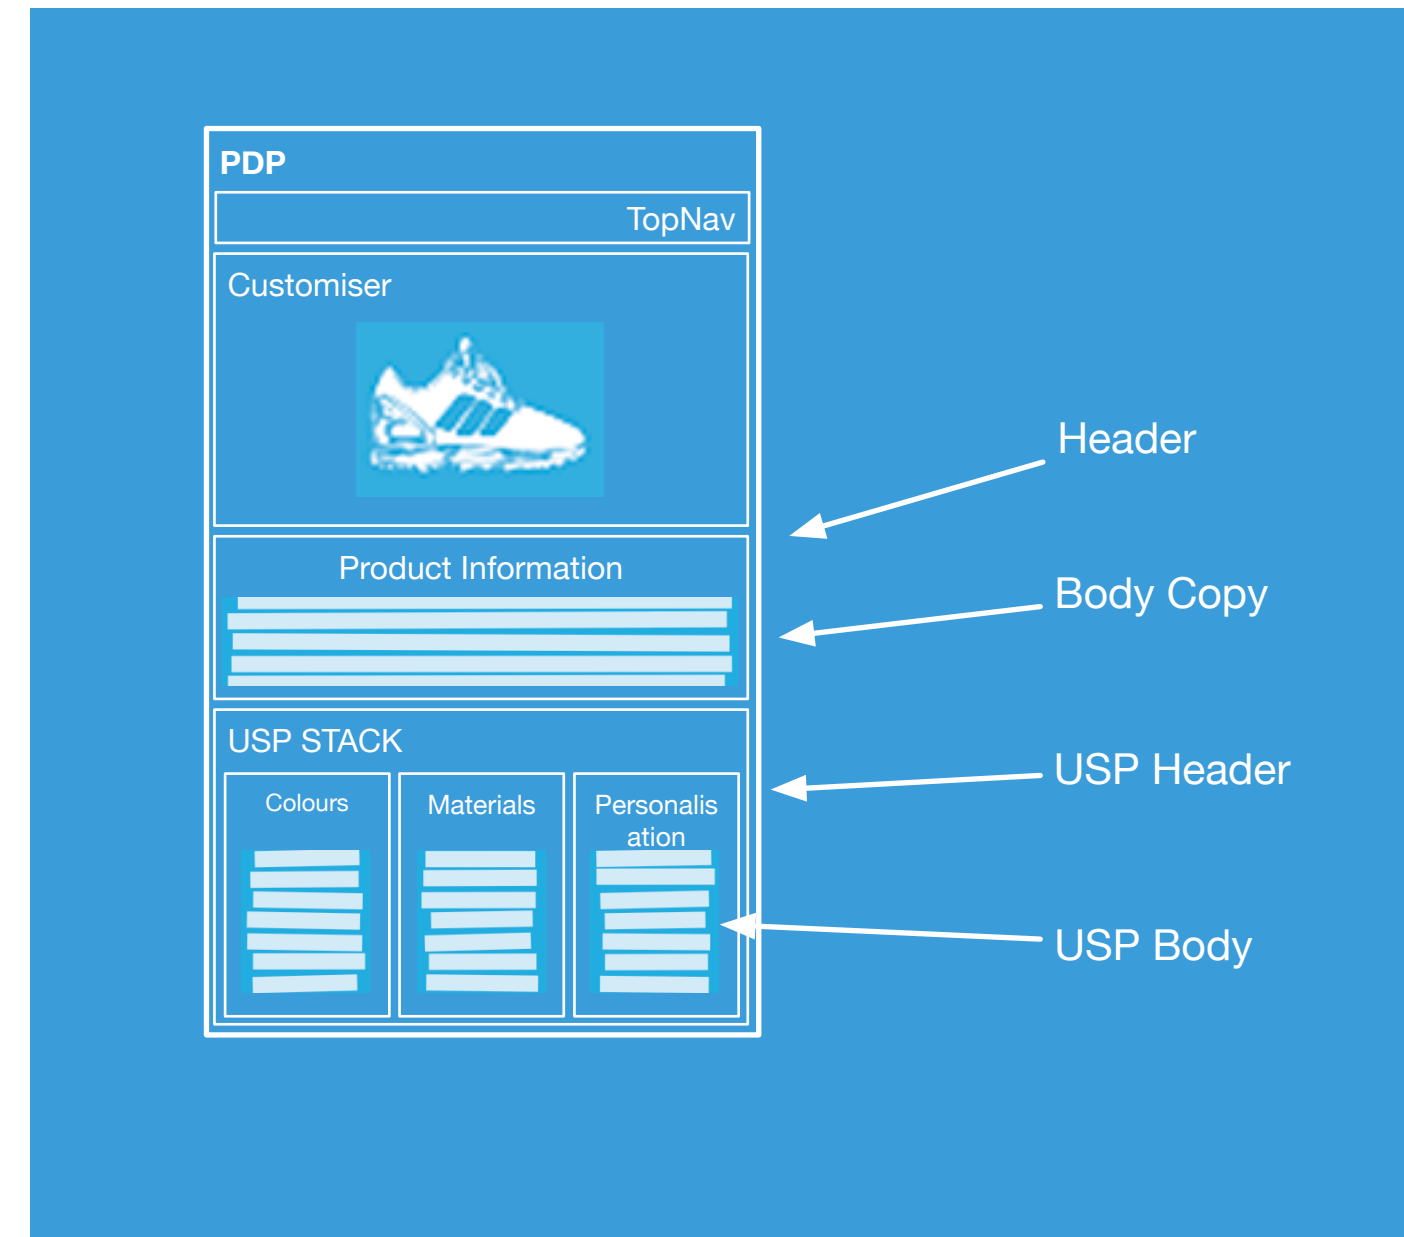 PDP
TopNav
Customiser
Product Information
USP STACK
Colours
Materials
Personalis
ation
Header
Body Copy
USP Header
USP Body